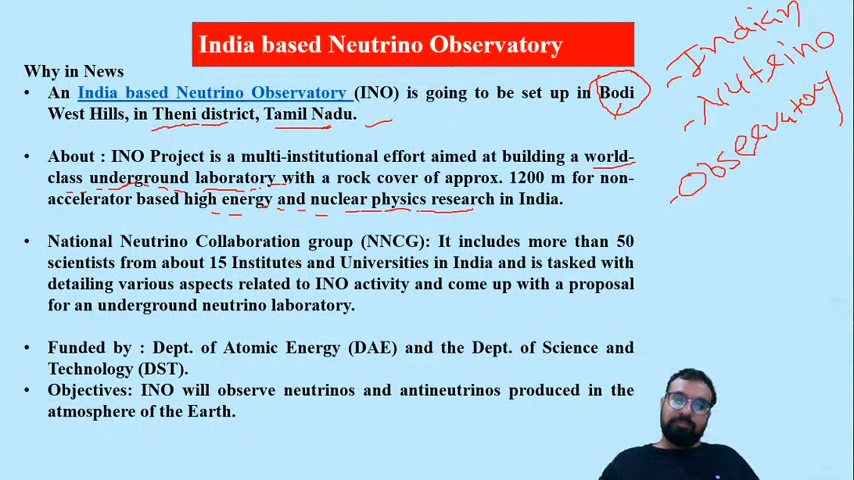 India based Neutrino Observatory
Why in News
• An India based Neutrino Observatory (INO) is going to be set up in Bodi
West Hills, in Theni district, Tamil Nadu.
• About : INO Project is a multi-institutional effort aimed at building a world-
class underground laboratory with a rock cover of approx. 1200 m for non-
accelerator based high energy and nuclear physics research in India.
• National Neutrino Collaboration group (NNCG): It includes more than 50
scientists from about 15 Institutes and Universities in India and is tasked with
detailing various aspects related to INO activity and come up with a proposal
for an underground neutrino laboratory.
• Funded by : Dept. of Atomic Energy (DAE) and the Dept. of Science and
Technology (DST).
• Objectives: INO will observe neutrinos and antineutrinos produced in the
atmosphere of the Earth.
- Indian
- Nutrino
- Observatory